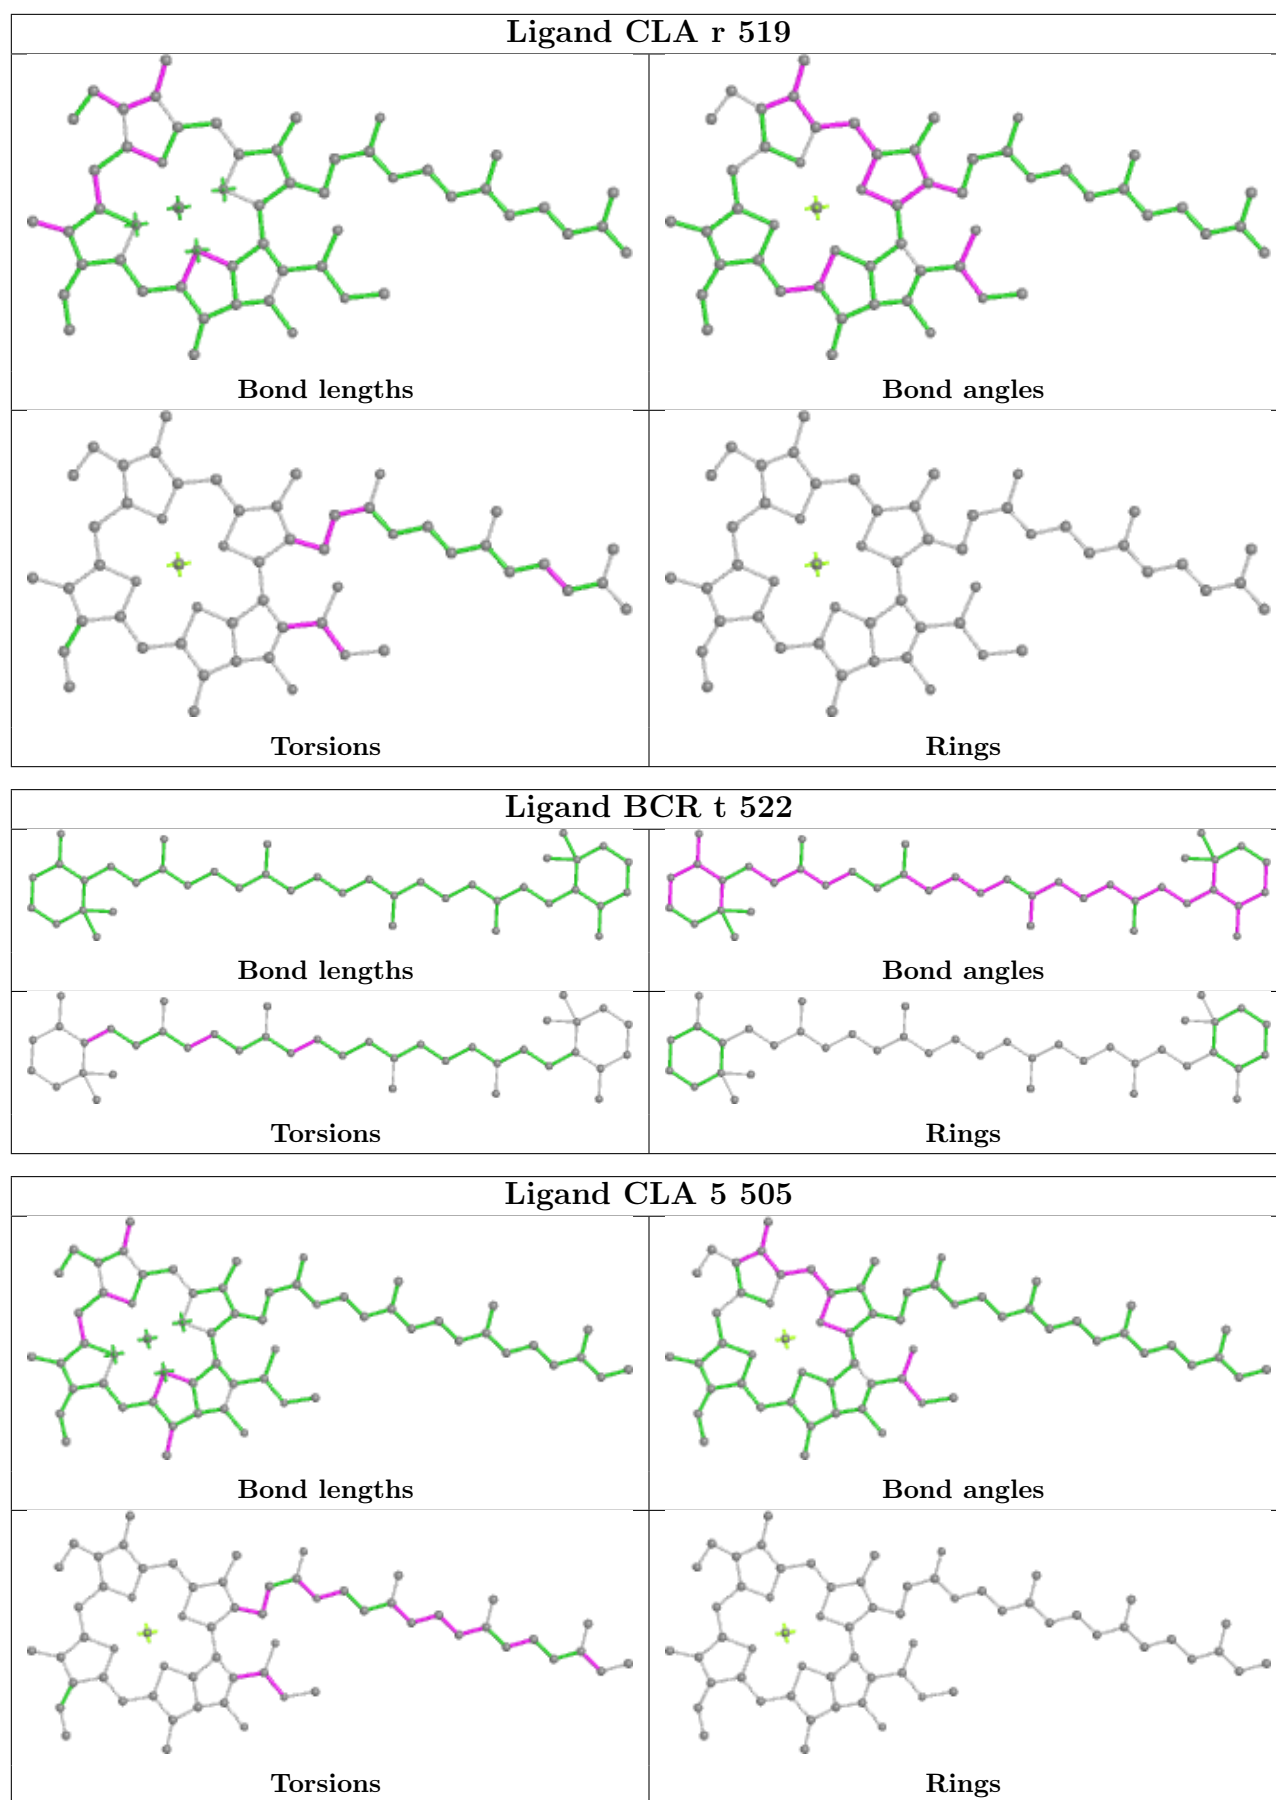 Ligand CLA r 519
Bond lengths
Bond angles
Torsions
Rings
Ligand BCR t 522
Bond lengths
Bond angles
Torsions
Rings
Ligand CLA 5 505
Bond lengths
Bond angles
Torsions
Rings